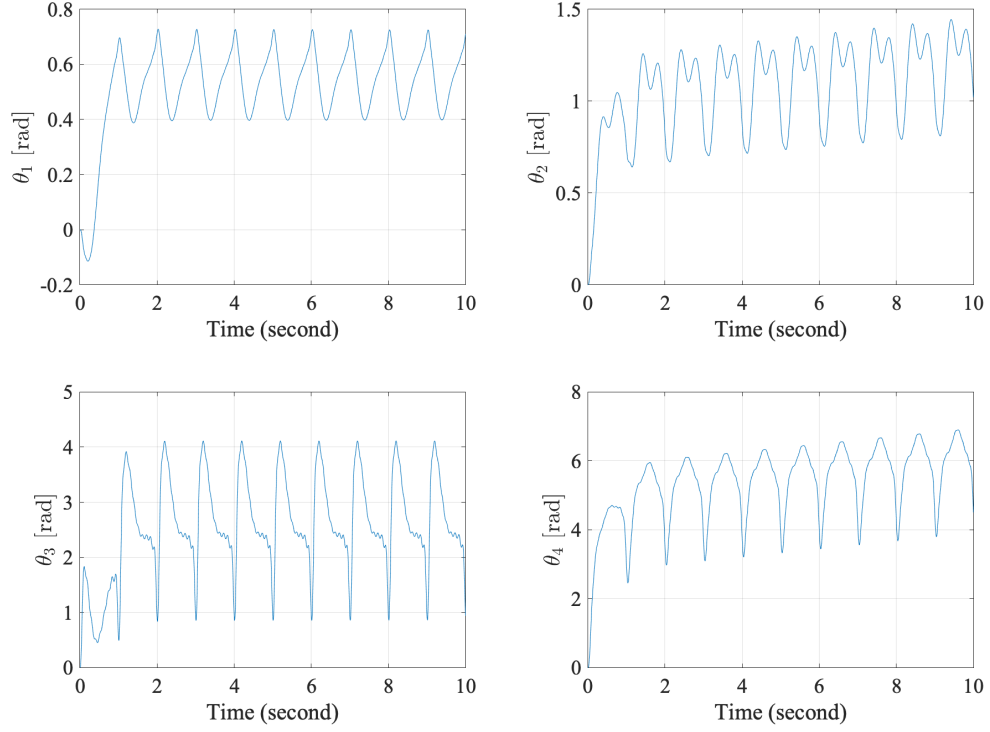 0.8
0.6
0.4
0.2
0
-0.2
θ1 [rad]
0 2 4 6 8 10
Time (second)
1.5
1
0.5
0
θ2 [rad]
0 2 4 6 8 10
Time (second)
5
4
3
2
1
0
θ3 [rad]
0 2 4 6 8 10
Time (second)
8
6
4
2
0
θ4 [rad]
0 2 4 6 8 10
Time (second)